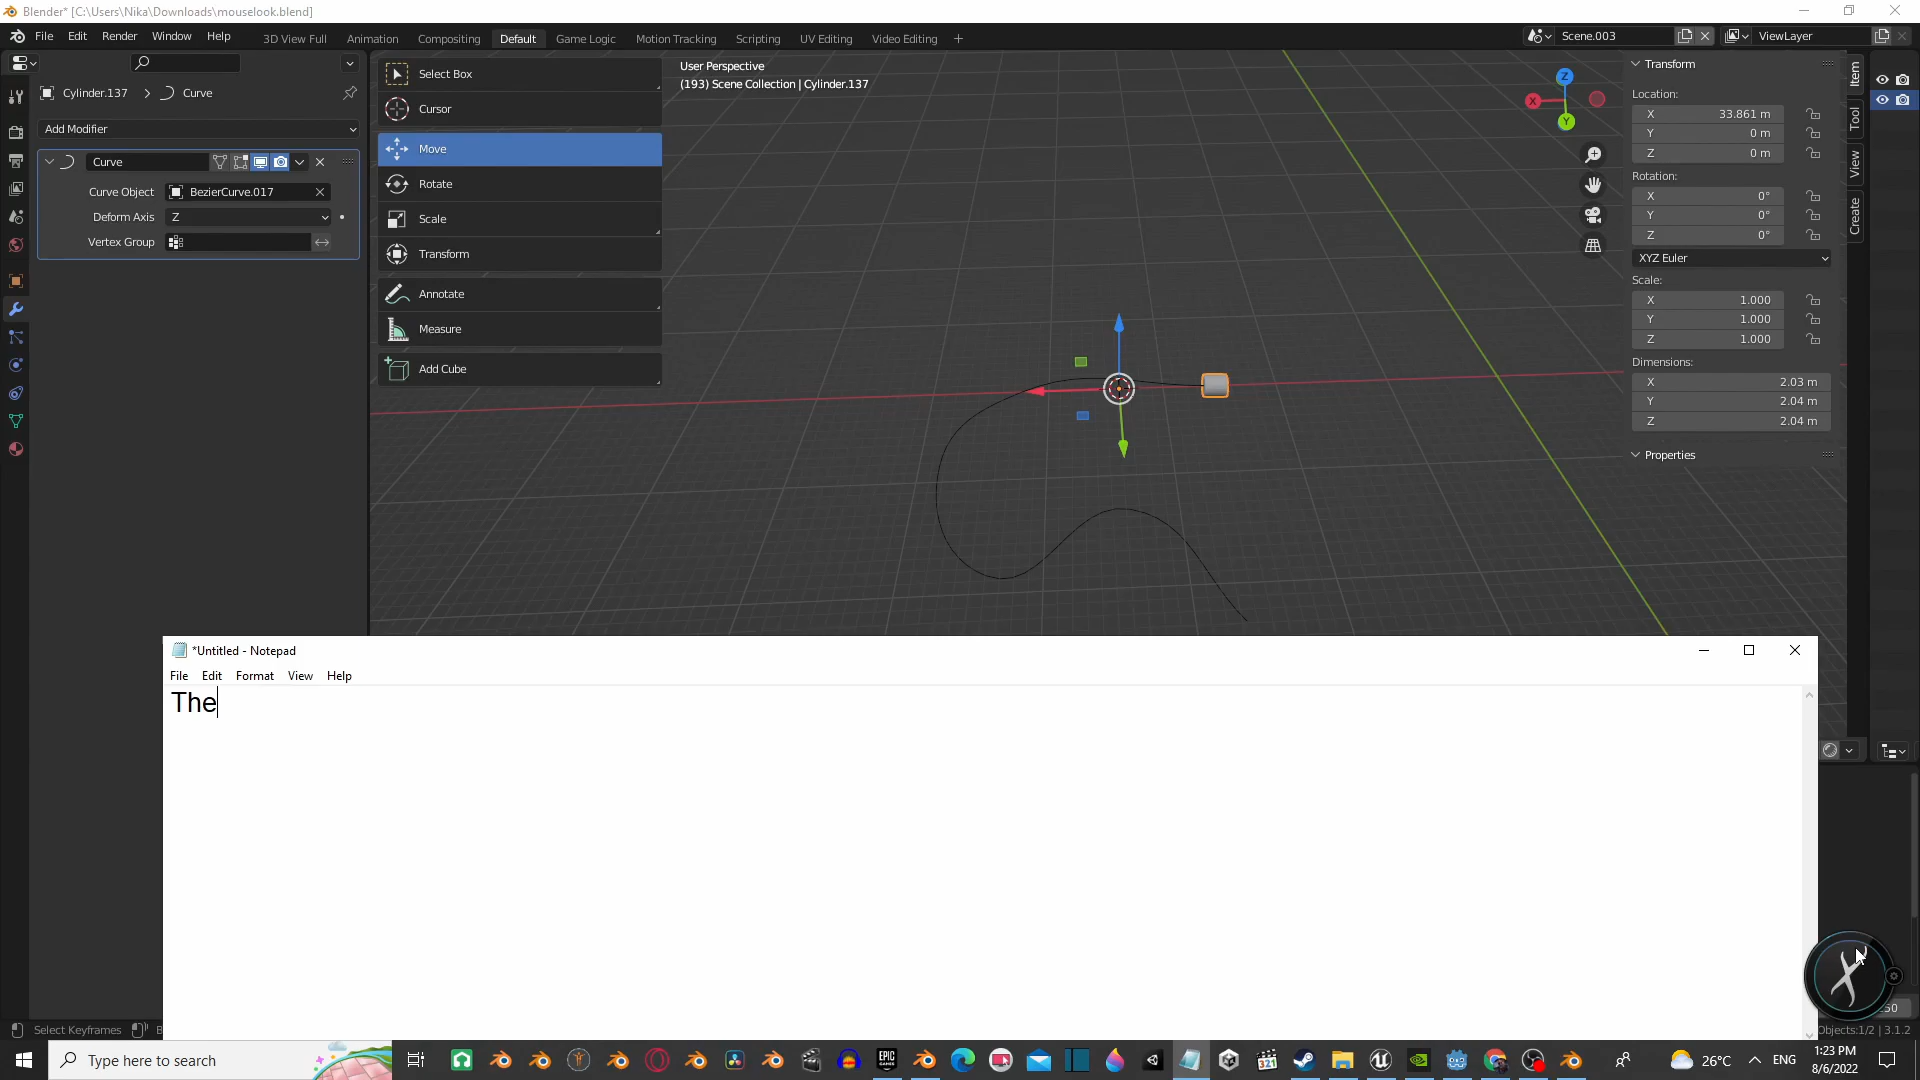 Blender* [C:\Users\Nika\Downloads\mouselook.blend]
File Edit Render Window Help
3D View Full Animation Compositing Default Game Logic Motion Tracking Scripting UV Editing Video Editing
Scene.003
ViewLayer
Cylinder.137 > Curve
Add Modifier
Curve
Curve Object BezierCurve.017
Deform Axis Z
Vertex Group
Select Box
Cursor
Move
Rotate
Scale
Transform
Annotate
Measure
Add Cube
User Perspective
(193) Scene Collection | Cylinder.137
Z
X
Y
Transform
Location:
X 33.861 m
Y 0 m
Z 0 m
Rotation:
X 0°
Y 0°
Z 0°
XYZ Euler
Scale:
X 1.000
Y 1.000
Z 1.000
Dimensions:
X 2.03 m
Y 2.04 m
Z 2.04 m
Properties
Item
Tool
View
Create
*Untitled - Notepad
File Edit Format View Help
The
50
Select Keyframes B
Objects:1/2 | 3.1.2
Type here to search
EPIC GAMES
321
26°C
ENG
1:23 PM
8/6/2022